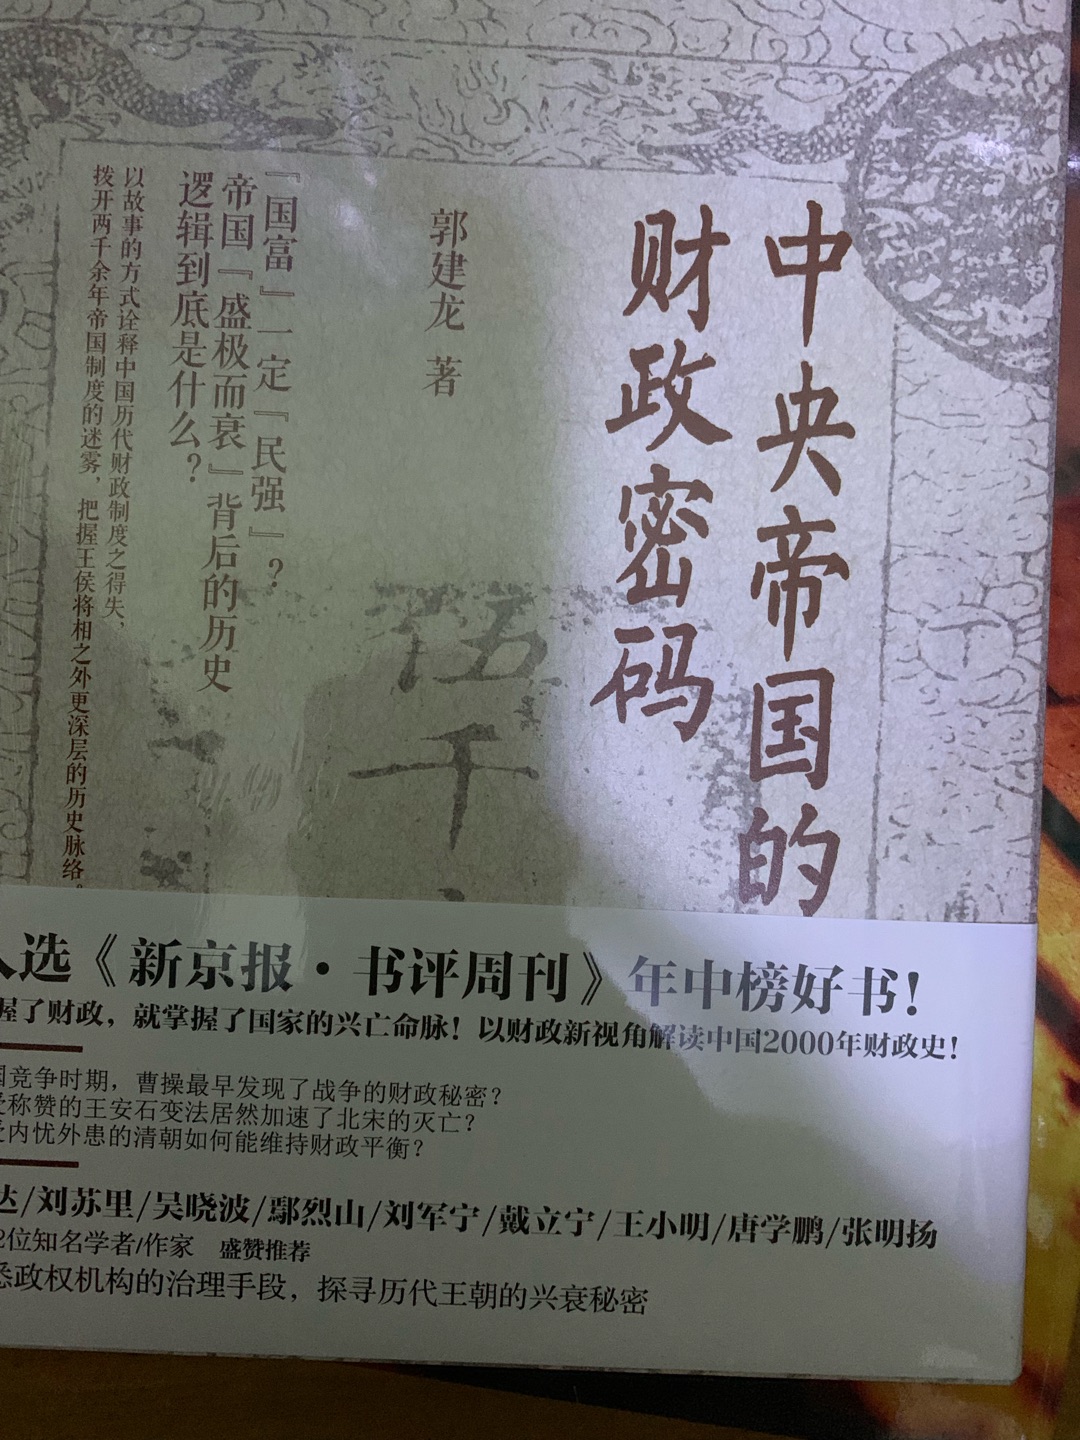 中央帝国的
财政密码
郭建龙 著
『国富』一定『民强』？
帝国『盛极而衰』背后的历史
逻辑到底是什么？
以故事的方式诠释中国历代财政制度之得失，
拨开两千余年帝国制度的迷雾，把握王侯将相之外更深层的历史脉络。
伍
千
入选《新京报·书评周刊》年中榜好书！
握了财政，就掌握了国家的兴亡命脉！以财政新视角解读中国2000年财政史！
国竞争时期，曹操最早发现了战争的财政秘密？
受称赞的王安石变法居然加速了北宋的灭亡？
受内忧外患的清朝如何能维持财政平衡？
达/刘苏里/吴晓波/鄢烈山/刘军宁/戴立宁/王小明/唐学鹏/张明扬
2位知名学者/作家 盛赞推荐
悉政权机构的治理手段，探寻历代王朝的兴衰秘密